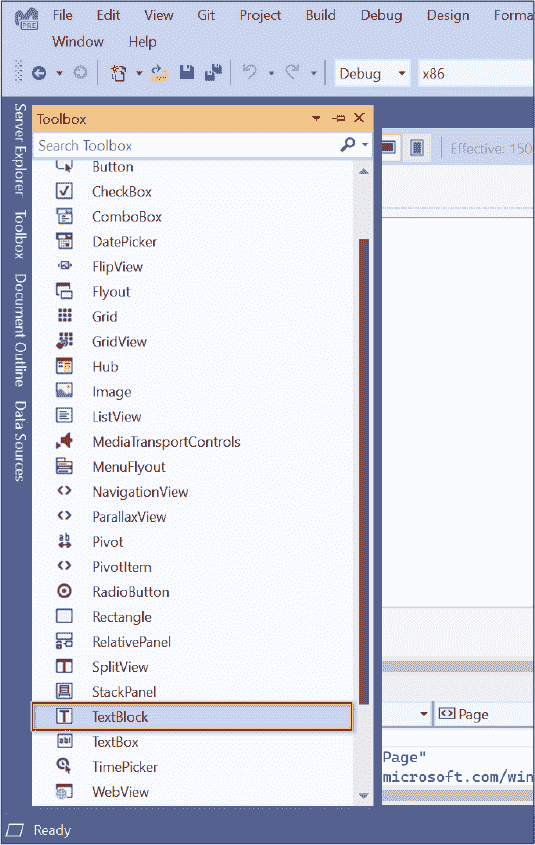 PRE
File Edit View Git Project Build Debug Design Forma
Window Help
Debug x86
Server Explorer
Toolbox
Document Outline
Data Sources
Toolbox
Search Toolbox
Effective: 150
Button
CheckBox
ComboBox
DatePicker
FlipView
Flyout
Grid
GridView
Hub
Image
ListView
MediaTransportControls
MenuFlyout
NavigationView
ParallaxView
Pivot
PivotItem
RadioButton
Rectangle
RelativePanel
SplitView
StackPanel
TextBlock
TextBox
TimePicker
WebView
Page
Page"
microsoft.com/win
Ready